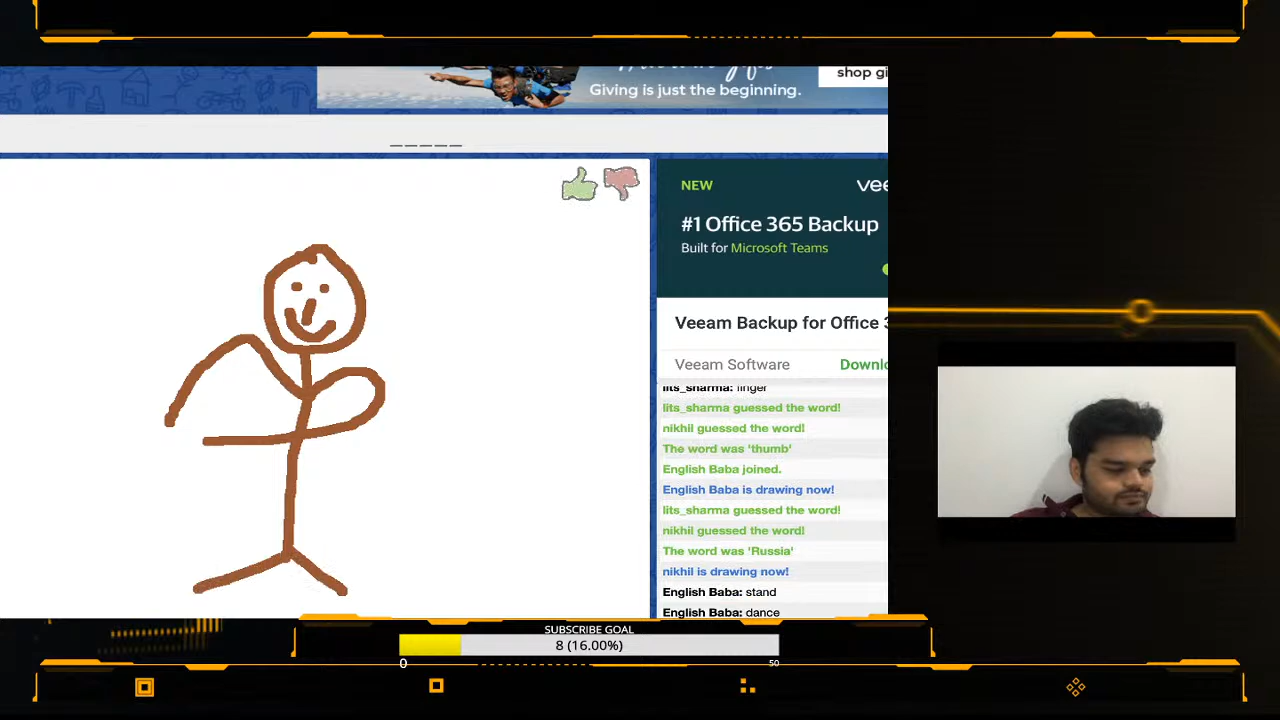 Giving is just the beginning.
shop gi
_____
NEW
vee
#1 Office 365 Backup
Built for Microsoft Teams
Veeam Backup for Office 3
Veeam Software
Downlo
lits_sharma: finger
lits_sharma guessed the word!
nikhil guessed the word!
The word was 'thumb'
English Baba joined.
English Baba is drawing now!
lits_sharma guessed the word!
nikhil guessed the word!
The word was 'Russia'
nikhil is drawing now!
English Baba: stand
English Baba: dance
SUBSCRIBE GOAL
8 (16.00%)
0
50